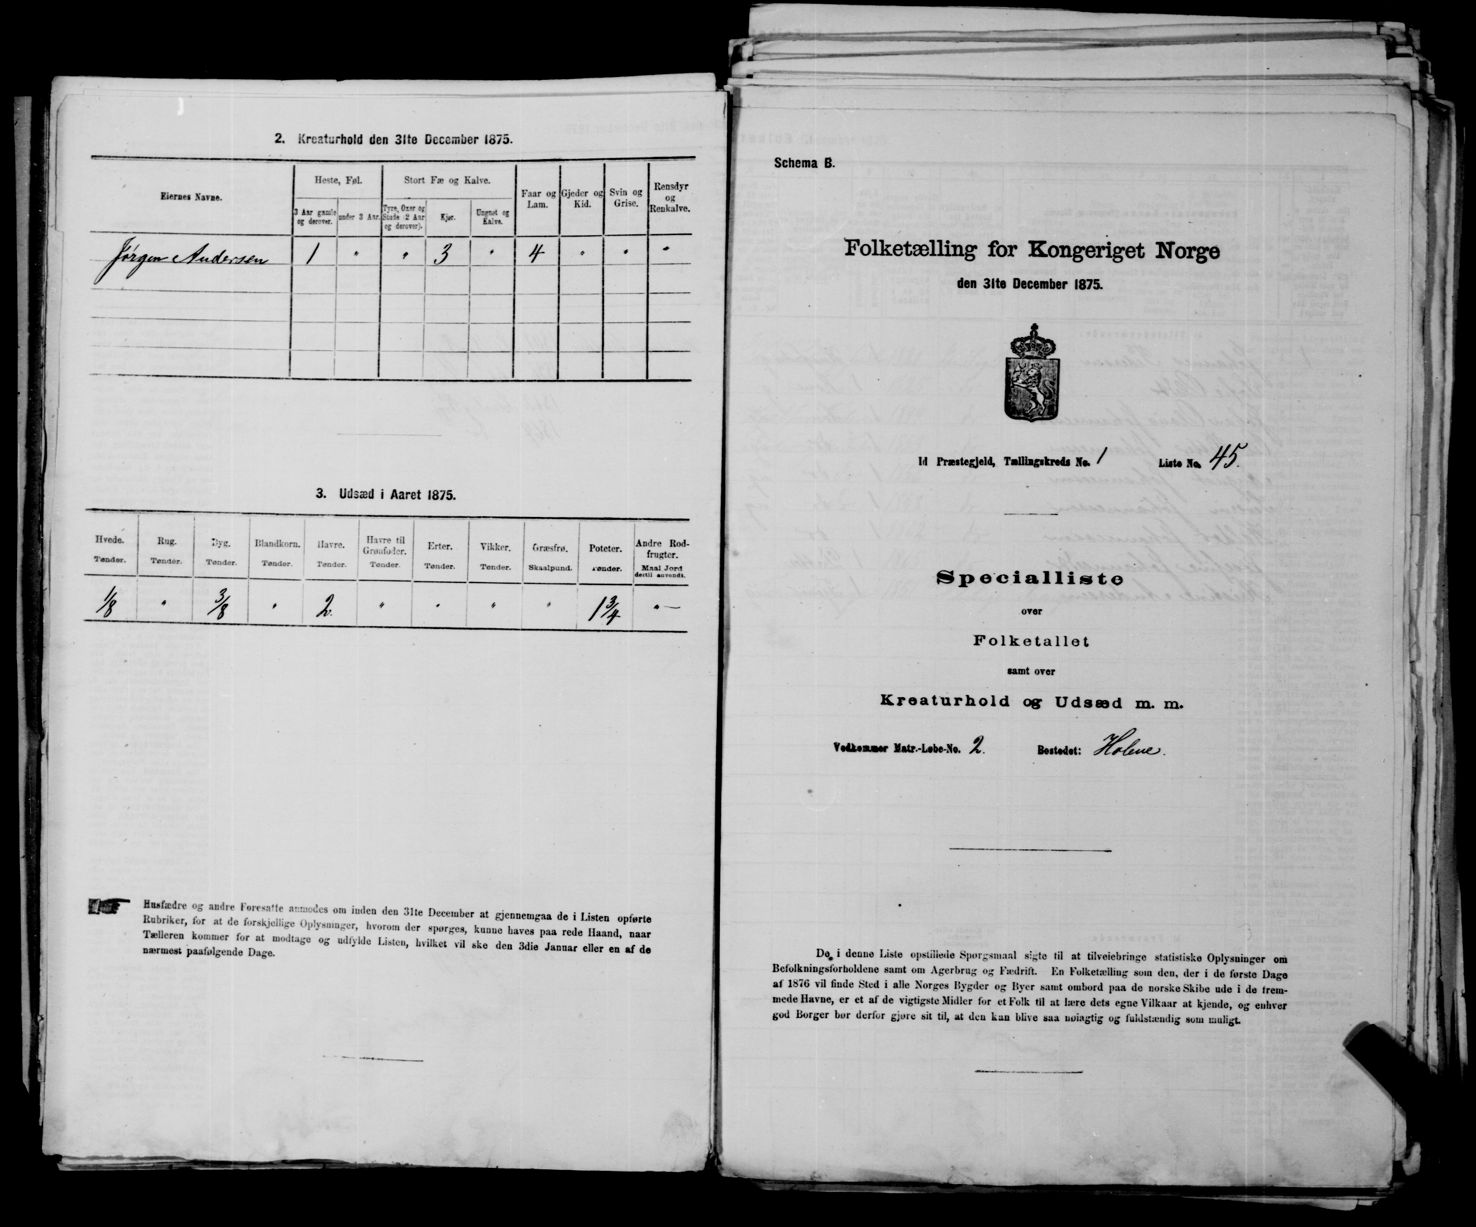 2. Kreaturhold den 31te December 1875.
Eiernes Navne.
Heste, Føl.
Stort Fæ og Kalve.
Faar og Lam.
Gjeder og Kid.
Svin og Grise.
Rensdyr og Renkalve.
3 Aar gamle og derover.
under 3 Aar.
Tyre, Oxer og Stude (2 Aar og derover).
Kjør.
Ungnøt og Kalve.
Jørgen Andersen 1 " " 3 " 4 " " "
3. Udsæd i Aaret 1875.
Hvede. Rug. Byg. Blandkorn. Havre. Havre til Grønfoder. Erter. Vikker. Græsfrø. Poteter. Andre Rodfrugter.
Tønder. Tønder. Tønder. Tønder. Tønder. Tønder. Tønder. Tønder. Skaalpund. Tønder. Maal Jord dertil anvendt.
1/8 " 3/8 " 2 " " " " 1 3/4 " —
Husfædre og andre Foresatte anmodes om inden den 31te December at gjennemgaa de i Listen opførte
Rubriker, for at de forskjellige Oplysninger, hvorom der spørges, kunne haves paa rede Haand, naar
Tælleren kommer for at modtage og udfylde Listen, hvilket vil ske den 3die Januar eller en af de
nærmest paafølgende Dage.
Schema B.
Folketælling for Kongeriget Norge
den 31te December 1875.
Id Præstegjeld, Tællingskreds No. 1 Liste No. 45.
Specialliste
over
Folketallet
samt over
Kreaturhold og Udsæd m. m.
Vedkommer Matr.-Løbe-No. 2. Bostedet: Holene.
De i denne Liste opstillede Spørgsmaal sigte til at tilveiebringe statistiske Oplysninger om
Befolkningsforholdene samt om Agerbrug og Fædrift. En Folketælling som den, der i de første Dage
af 1876 vil finde Sted i alle Norges Bygder og Byer samt ombord paa de norske Skibe ude i de frem-
mede Havne, er et af de vigtigste Midler for et Folk til at lære dets egne Vilkaar at kjende, og enhver
god Borger bør derfor gjøre sit til, at den kan blive saa nøiagtig og fuldstændig som muligt.